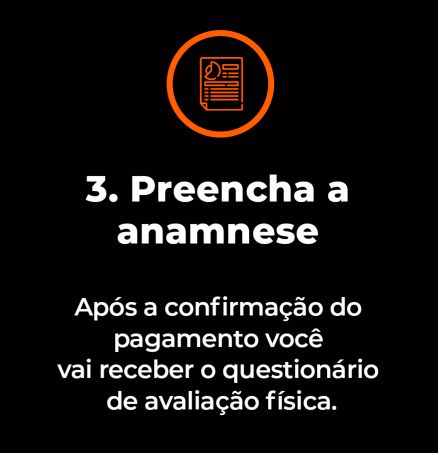 3. Preencha a
anamnese
Após a confirmação do
pagamento você
vai receber o questionário
de avaliação física.